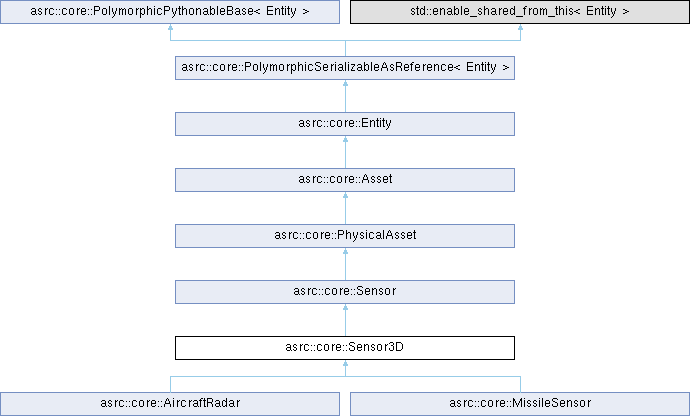 asrc::core::PolymorphicPythonableBase< Entity >
std::enable_shared_from_this< Entity >
asrc::core::PolymorphicSerializableAsReference< Entity >
asrc::core::Entity
asrc::core::Asset
asrc::core::PhysicalAsset
asrc::core::Sensor
asrc::core::Sensor3D
asrc::core::AircraftRadar
asrc::core::MissileSensor